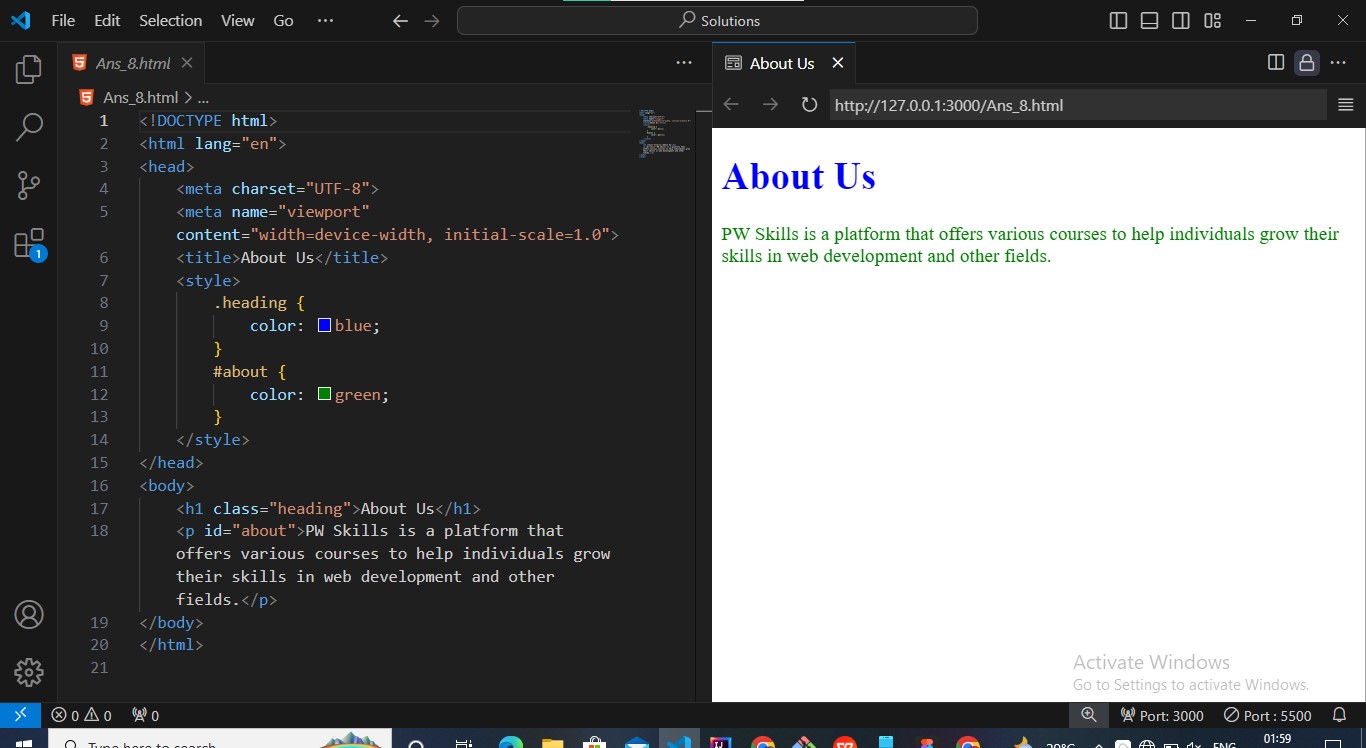 File Edit Selection View Go ··· Solutions
Ans_8.html
About Us
Ans_8.html > ...
http://127.0.0.1:3000/Ans_8.html
1 <!DOCTYPE html>
2 <html lang="en">
3 <head>
4 <meta charset="UTF-8">
5 <meta name="viewport"
content="width=device-width, initial-scale=1.0">
6 <title>About Us</title>
7 <style>
8 .heading {
9 color: blue;
10 }
11 #about {
12 color: green;
13 }
14 </style>
15 </head>
16 <body>
17 <h1 class="heading">About Us</h1>
18 <p id="about">PW Skills is a platform that
offers various courses to help individuals grow
their skills in web development and other
fields.</p>
19 </body>
20 </html>
21
1
About Us
PW Skills is a platform that offers various courses to help individuals grow their
skills in web development and other fields.
Activate Windows
Go to Settings to activate Windows.
0 0 0 Port: 3000 Port : 5500
Type here to search
29°C ENG 01:59